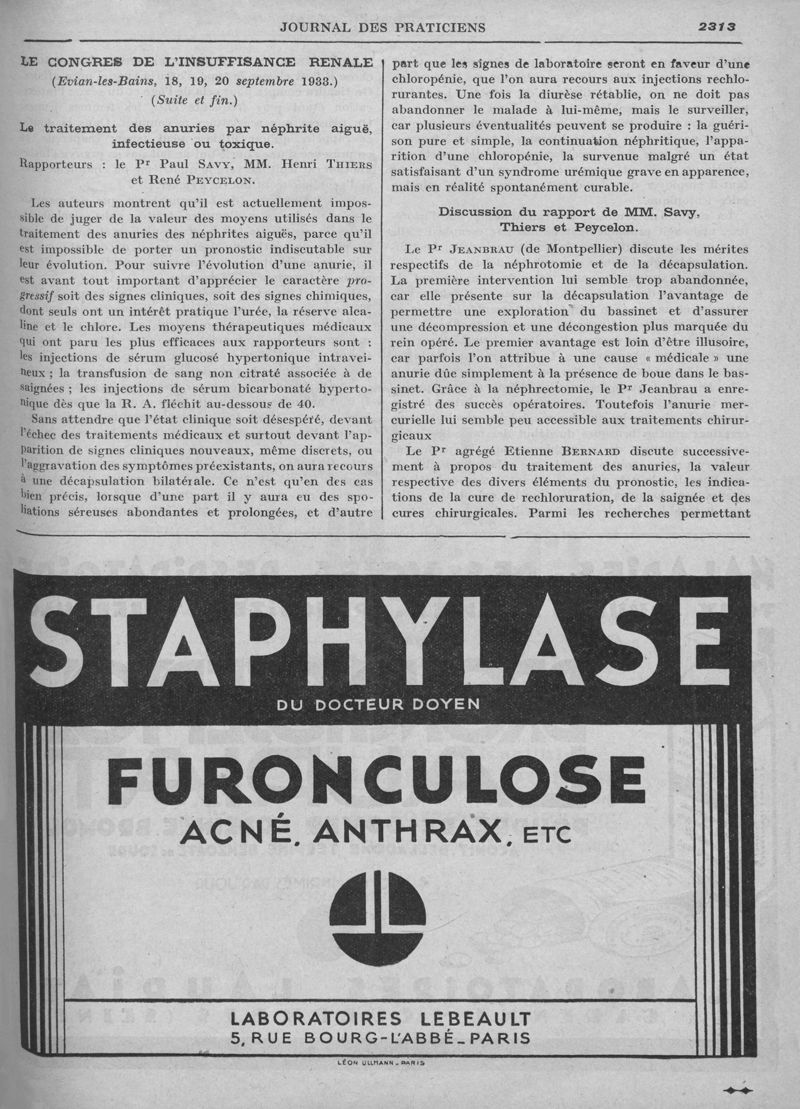 JOURNAL DES PRATICIENS 2313
LE CONGRES DE L'INSUFFISANCE RENALE
(Evian-les-Bains, 18, 19, 20 septembre 1933.)
(Suite et fin.)
Le traitement des anuries par néphrite aiguë,
infectieuse ou toxique.
Rapporteurs : le Pr Paul SAVY, MM. Henri THIERS
et René PEYCELON.
Les auteurs montrent qu'il est actuellement impos-
sible de juger de la valeur des moyens utilisés dans le
traitement des anuries des néphrites aiguës, parce qu'il
est impossible de porter un pronostic indiscutable sur
leur évolution. Pour suivre l'évolution d'une anurie, il
est avant tout important d'apprécier le caractère pro-
gressif soit des signes cliniques, soit des signes chimiques,
dont seuls ont un intérêt pratique l'urée, la réserve alca-
line et le chlore. Les moyens thérapeutiques médicaux
qui ont paru les plus efficaces aux rapporteurs sont :
les injections de sérum glucosé hypertonique intravei-
neux ; la transfusion de sang non citraté associée à de
saignées ; les injections de sérum bicarbonaté hyperto-
nique dès que la R. A. fléchit au-dessous de 40.
Sans attendre que l'état clinique soit désespéré, devant
l'échec des traitements médicaux et surtout devant l'ap-
parition de signes cliniques nouveaux, même discrets, ou
l'aggravation des symptômes préexistants, on aura recours
à une décapsulation bilatérale. Ce n'est qu'en des cas
bien précis, lorsque d'une part il y aura eu des spo-
liations séreuses abondantes et prolongées, et d'autre
part que les signes de laboratoire seront en faveur d'une
chloropénie, que l'on aura recours aux injections rechlo-
rurantes. Une fois la diurèse rétablie, on ne doit pas
abandonner le malade à lui-même, mais le surveiller,
car plusieurs éventualités peuvent se produire : la guéri-
son pure et simple, la continuation néphritique, l'appa-
rition d'une chloropénie, la survenue malgré un état
satisfaisant d'un syndrome urémique grave en apparence,
mais en réalité spontanément curable.
Discussion du rapport de MM. Savy,
Thiers et Peycelon.
Le Pr JEANBRAU (de Montpellier) discute les mérites
respectifs de la néphrotomie et de la décapsulation.
La première intervention lui semble trop abandonnée,
car elle présente sur la décapsulation l'avantage de
permettre une exploration du bassinet et d'assurer
une décompression et une décongestion plus marquée du
rein opéré. Le premier avantage est loin d'être illusoire,
car parfois l'on attribue à une cause « médicale » une
anurie dûe simplement à la présence de boue dans le bas-
sinet. Grâce à la néphrectomie, le Pr Jeanbrau a enre-
gistré des succès opératoires. Toutefois l'anurie mer-
curielle lui semble peu accessible aux traitements chirur-
gicaux
Le Pr agrégé Etienne BERNARD discute successive-
ment à propos du traitement des anuries, la valeur
respective des divers éléments du pronostic, les indica-
tions de la cure de rechloruration, de la saignée et des
cures chirurgicales. Parmi les recherches permettant
STAPHYLASE
DU DOCTEUR DOYEN
FURONCULOSE
ACNÉ, ANTHRAX, ETC
LABORATOIRES LEBEAULT
5, RUE BOURG-L'ABBÉ_PARIS
LÉON ULLMANN_PARIS